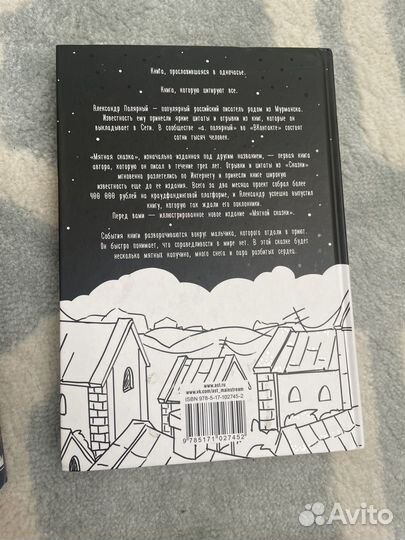 Книга, прославившаяся в одночасье.
Книга, которую цитируют все.
Александр Полярный — популярный российский писатель родом из Мурманска.
Известность ему принесли яркие цитаты и отрывки из книг, которые он
выкладывает в Сети. В сообществе «а. полярный» во «ВКонтакте» состоят
сотни тысяч человек.
«Мятная сказка», изначально изданная под другим названием, — первая книга
автора, которую он писал в течение трех лет. Отрывки и цитаты из «Сказки»
мгновенно разлетелись по Интернету и принесли книге широкую
известность еще до ее издания. Всего за два месяца проект собрал более
400 000 рублей на краудфандинговой платформе, и Александр успешно выпустил
книгу, которую так ждали его поклонники.
Перед вами — иллюстрированное новое издание «Мятной сказки».
События книги разворачиваются вокруг мальчика, которого отдали в приют.
Он быстро понимает, что справедливости в мире нет. В этой сказке будет
несколько мятных капучино, много снега и пара разбитых сердец.
www.ast.ru
www.vk.com/ast_mainstream
ISBN 978-5-17-102745-2
9 785171 027452
Avito